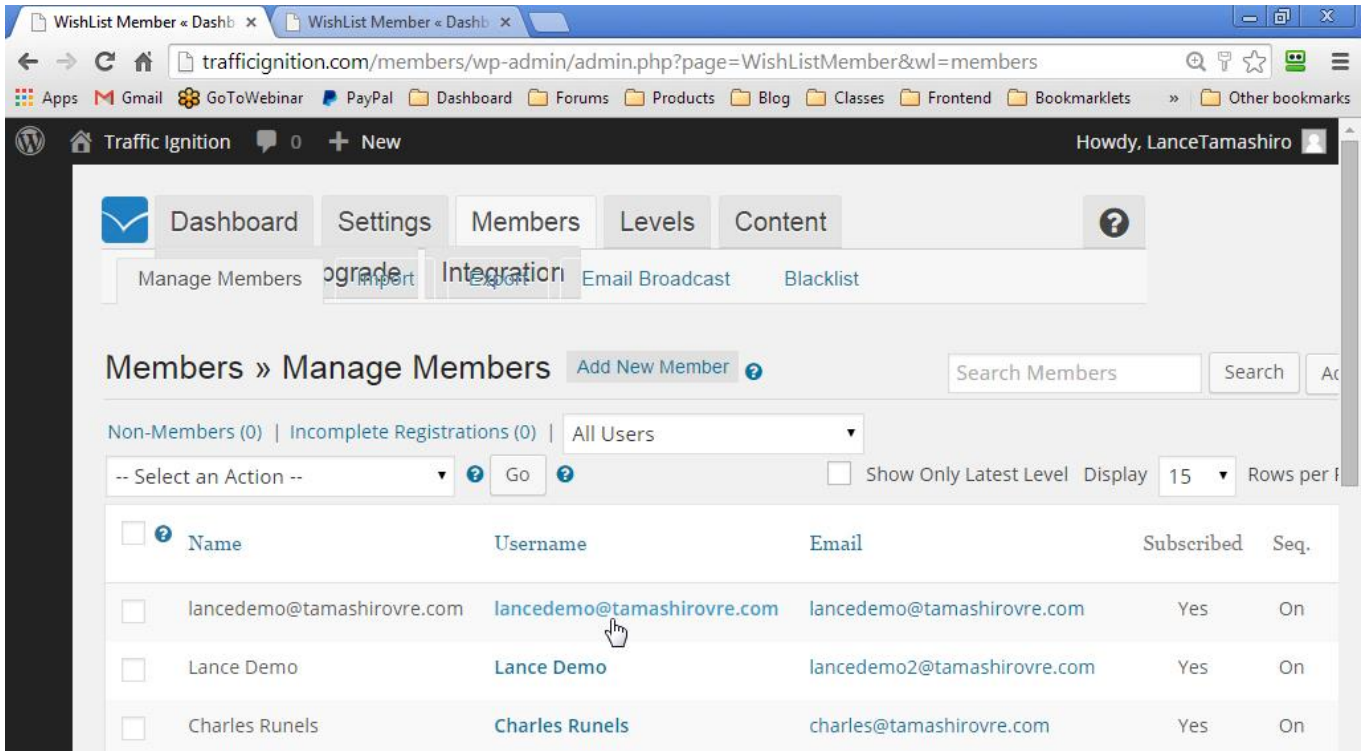 WishList Member « Dashb
WishList Member « Dashb
trafficignition.com/members/wp-admin/admin.php?page=WishListMember&wl=members
Apps Gmail GoToWebinar PayPal Dashboard Forums Products Blog Classes Frontend Bookmarklets » Other bookmarks
Traffic Ignition 0 + New Howdy, LanceTamashiro
Dashboard Settings Members Levels Content
Manage Members pgrade Import Integration Export Email Broadcast Blacklist
Members » Manage Members Add New Member Search Members Search Ad
Non-Members (0) | Incomplete Registrations (0) | All Users
-- Select an Action -- Go Show Only Latest Level Display 15 Rows per
Name Username Email Subscribed Seq.
lancedemo@tamashirovre.com lancedemo@tamashirovre.com lancedemo@tamashirovre.com Yes On
Lance Demo Lance Demo lancedemo2@tamashirovre.com Yes On
Charles Runels Charles Runels charles@tamashirovre.com Yes On